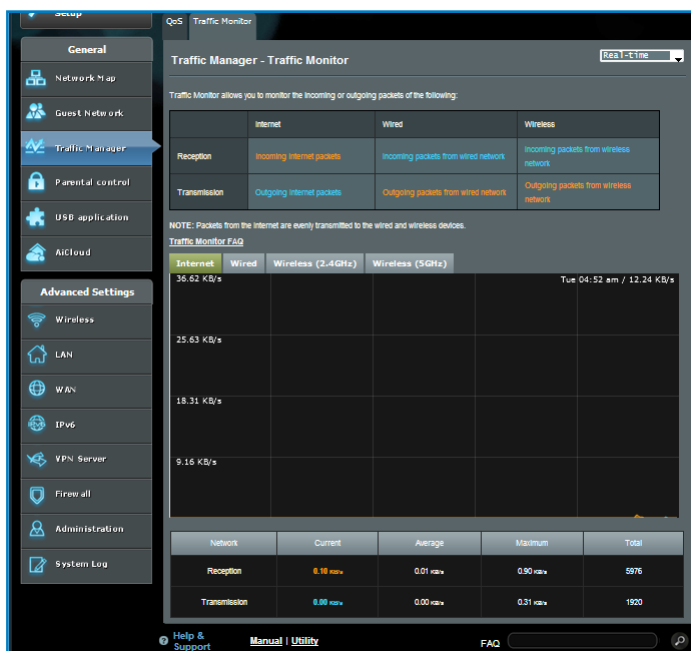 Setup
General
Network Map
Guest Network
Traffic Manager
Parental control
USB application
AiCloud
Advanced Settings
Wireless
LAN
WAN
IPv6
VPN Server
Firewall
Administration
System Log
QoS Traffic Monitor
Traffic Manager - Traffic Monitor
Real-time
Traffic Monitor allows you to monitor the incoming or outgoing packets of the following:
Internet Wired Wireless
Reception Incoming Internet packets Incoming packets from wired network Incoming packets from wireless network
Transmission Outgoing Internet packets Outgoing packets from wired network Outgoing packets from wireless network
NOTE: Packets from the Internet are evenly transmitted to the wired and wireless devices.
Traffic Monitor FAQ
Internet Wired Wireless (2.4GHz) Wireless (5GHz)
36.62 KB/s Tue 04:52 am / 12.24 KB/s
25.63 KB/s
18.31 KB/s
9.16 KB/s
Network Current Average Maximum Total
Reception 0.10 KB/s 0.01 KB/s 0.90 KB/s 5976
Transmission 0.00 KB/s 0.00 KB/s 0.31 KB/s 1920
Help & Support Manual | Utility FAQ